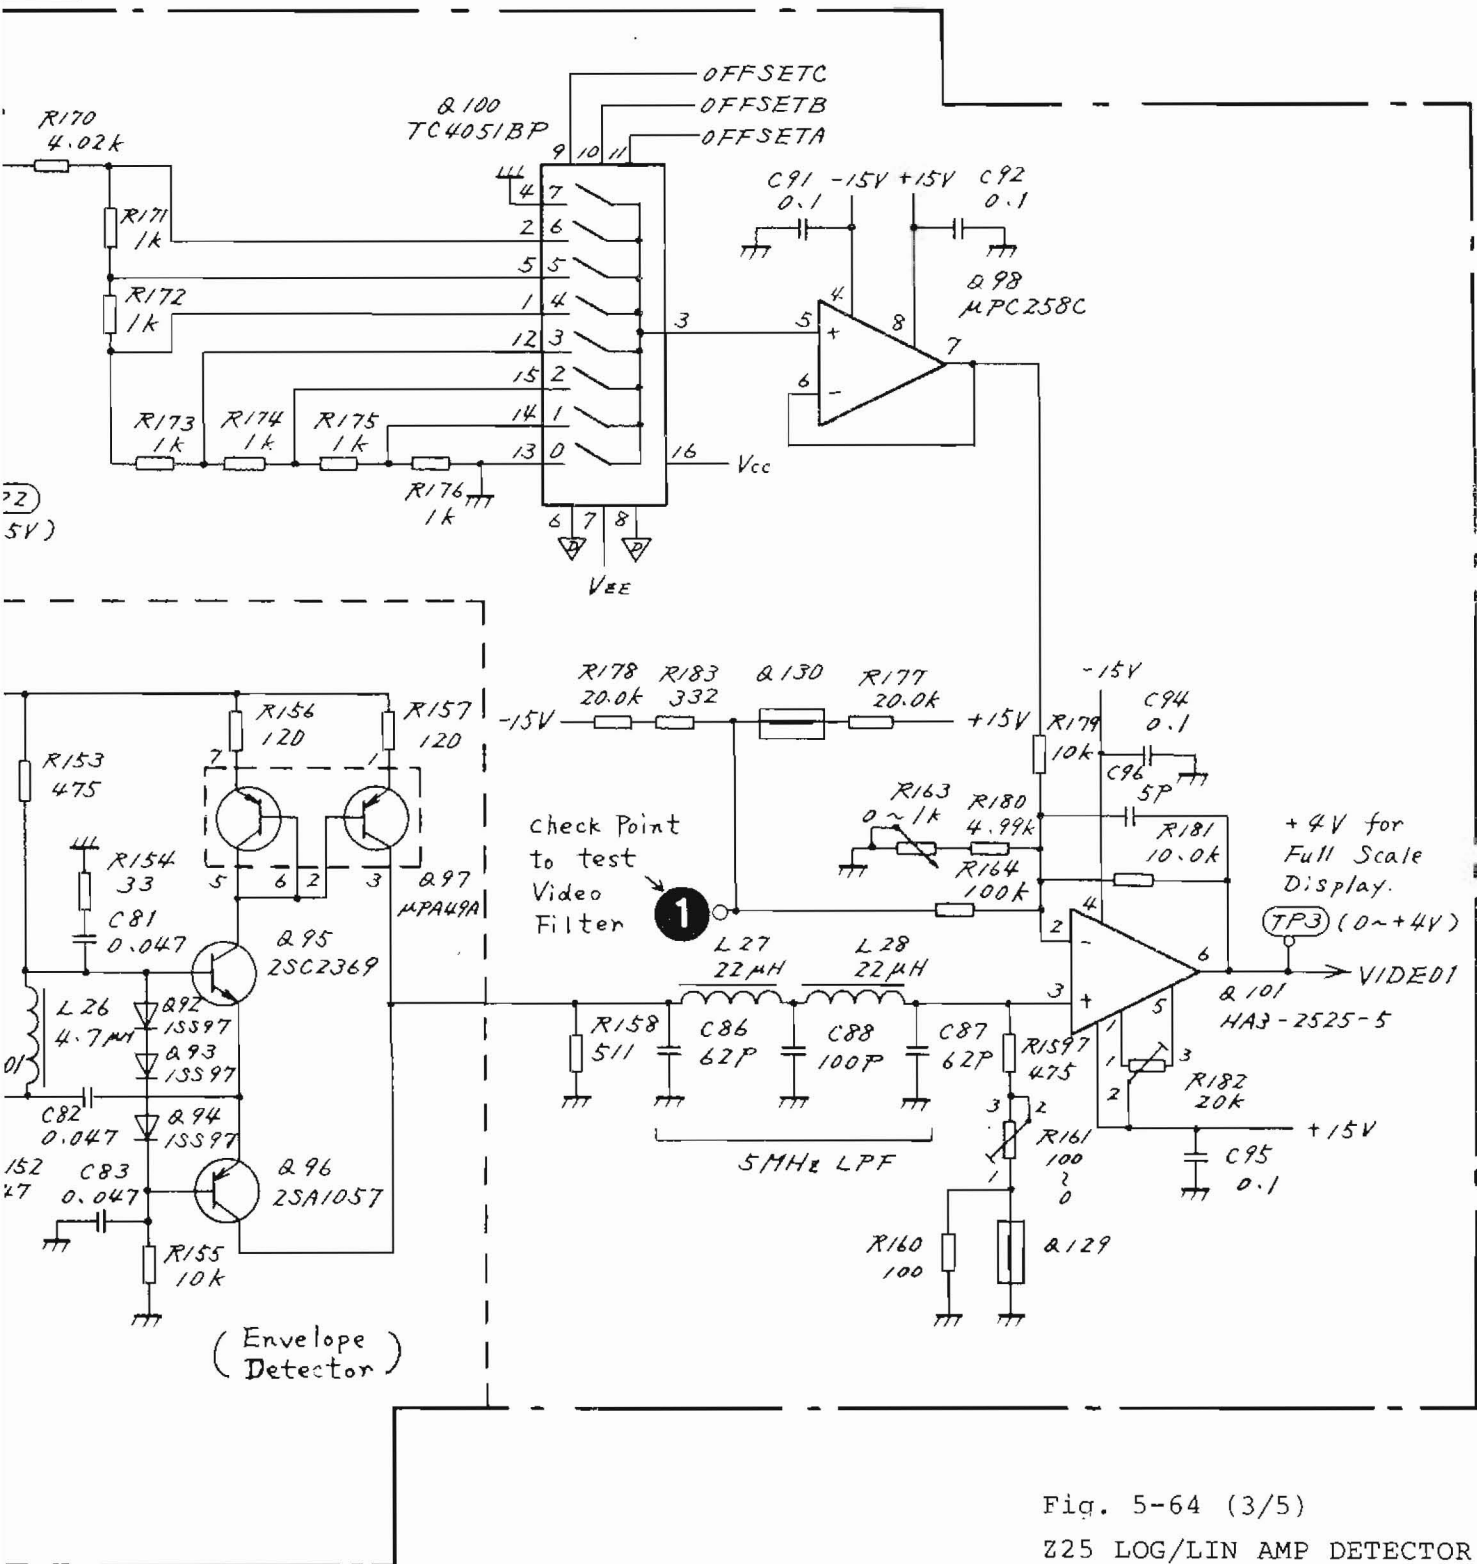 OFFSETC
Q100
TC4051BP
OFFSETB
OFFSETA
R170
4.02k
9 10 11
C91 -15V +15V C92
0.1 0.1
4 7
R171
1k
2 6
5 5
Q98
μPC258C
R172
1k
1 4
4
3 5 + 8
12 3
7
15 2
6 -
R173 R174 R175
1k 1k 1k
14 1
13 0
16 Vcc
R176
1k
5V)
6 7 8
D D
VEE
R178 R183 Q130 R177
20.0k 332 20.0k
-15V
+15V
-15V
C94
0.1
R179
10k
R156
120
R157
120
7 1
R153
475
C96
5P
R163
0~1k
R180
4.99k
R181
10.0k
+4V for
Full Scale
Display.
Check Point
to test
Video
Filter
1
R154
33
5 6 2 3
Q97
μPA49A
R164
100k
TP3 (0~+4V)
C81
0.047
Q95
2SC2369
4
2 -
6
VIDEO1
L27
22μH
L28
22μH
3 +
1 5
Q101
HA3-2525-5
L26
4.7μH
Q92
1SS97
Q93
1SS97
R158
511
C86
62P
C88
100P
C87
62P
R1597
475
1 3
2
R182
20k
C82
0.047
Q94
1SS97
3 2
R161
100
~
0
1
+15V
5MHz LPF
C95
0.1
C83
0.047
Q96
2SA1057
R155
10k
R160
100
Q129
(Envelope
Detector)
Fig. 5-64 (3/5)
Z25 LOG/LIN AMP DETECTOR